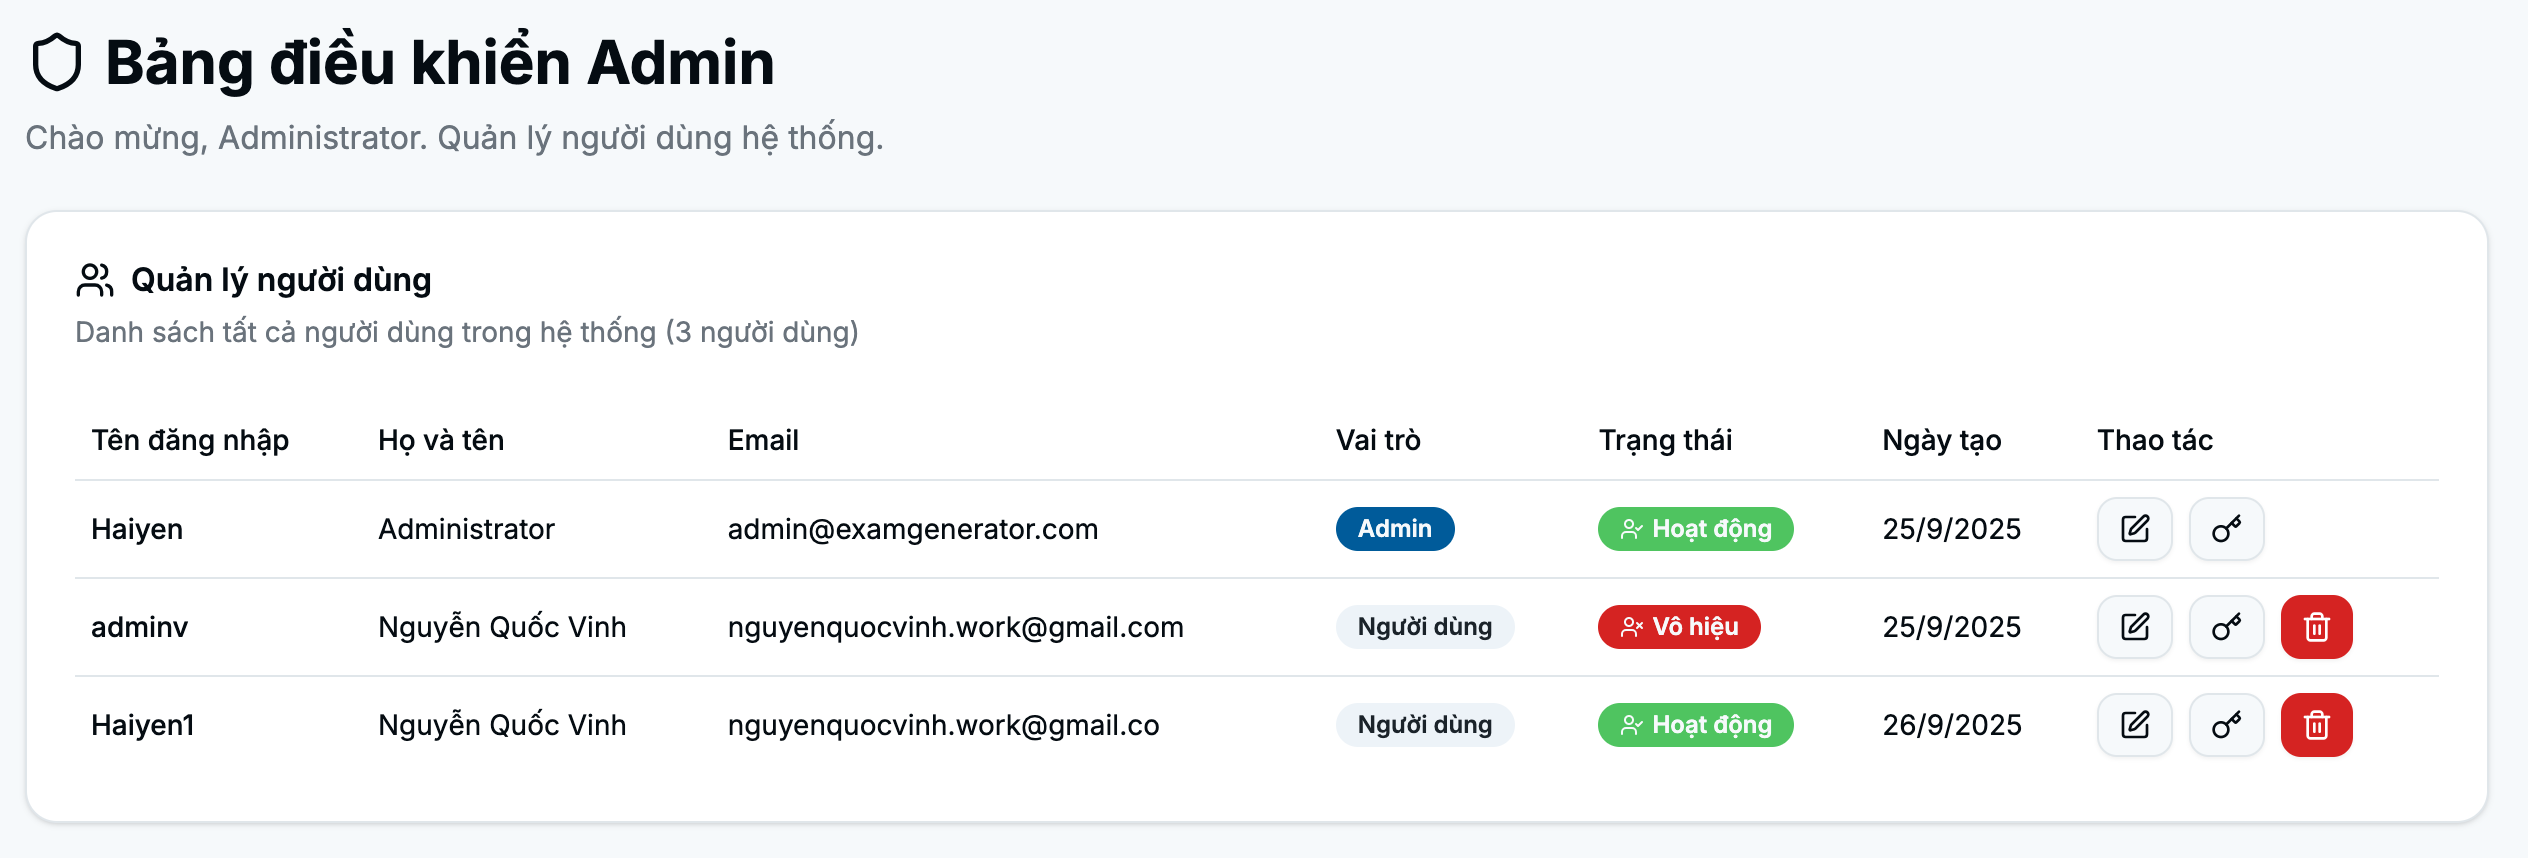 Bảng điều khiển Admin
Chào mừng, Administrator. Quản lý người dùng hệ thống.
Quản lý người dùng
Danh sách tất cả người dùng trong hệ thống (3 người dùng)
Tên đăng nhập Họ và tên Email Vai trò Trạng thái Ngày tạo Thao tác
Haiyen Administrator admin@examgenerator.com Admin Hoạt động 25/9/2025
adminv Nguyễn Quốc Vinh nguyenquocvinh.work@gmail.com Người dùng Vô hiệu 25/9/2025
Haiyen1 Nguyễn Quốc Vinh nguyenquocvinh.work@gmail.co Người dùng Hoạt động 26/9/2025